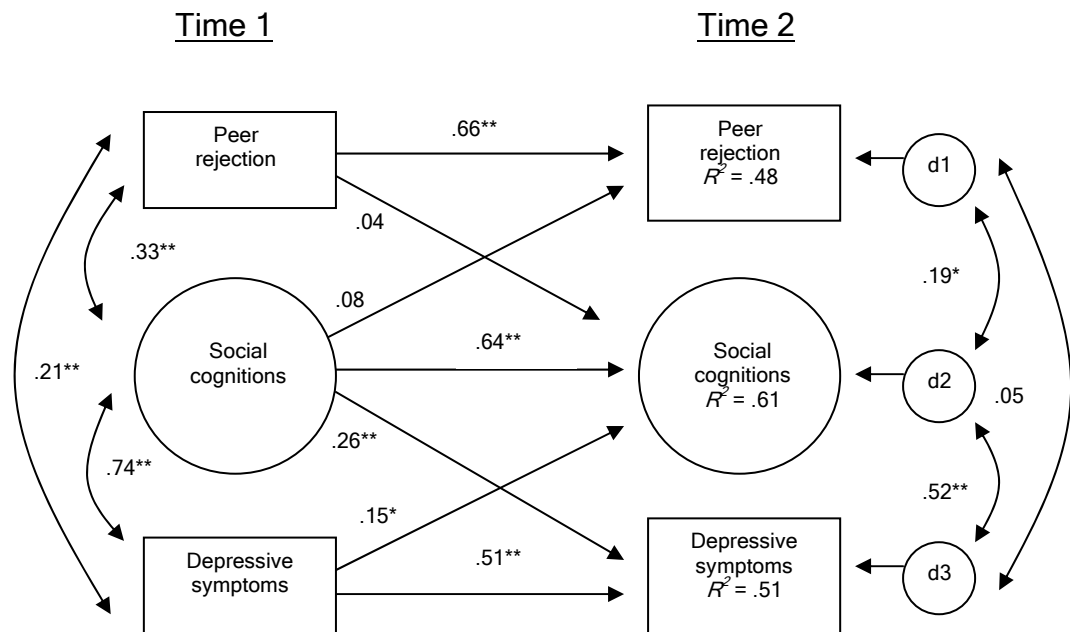 Time 1
Time 2
Peer
rejection
.66**
Peer
rejection
R² = .48
d1
.04
.33**
.19*
.08
Social
cognitions
.64**
Social
cognitions
R² = .61
d2
.21**
.05
.26**
.74**
.52**
.15*
Depressive
symptoms
.51**
Depressive
symptoms
R² = .51
d3